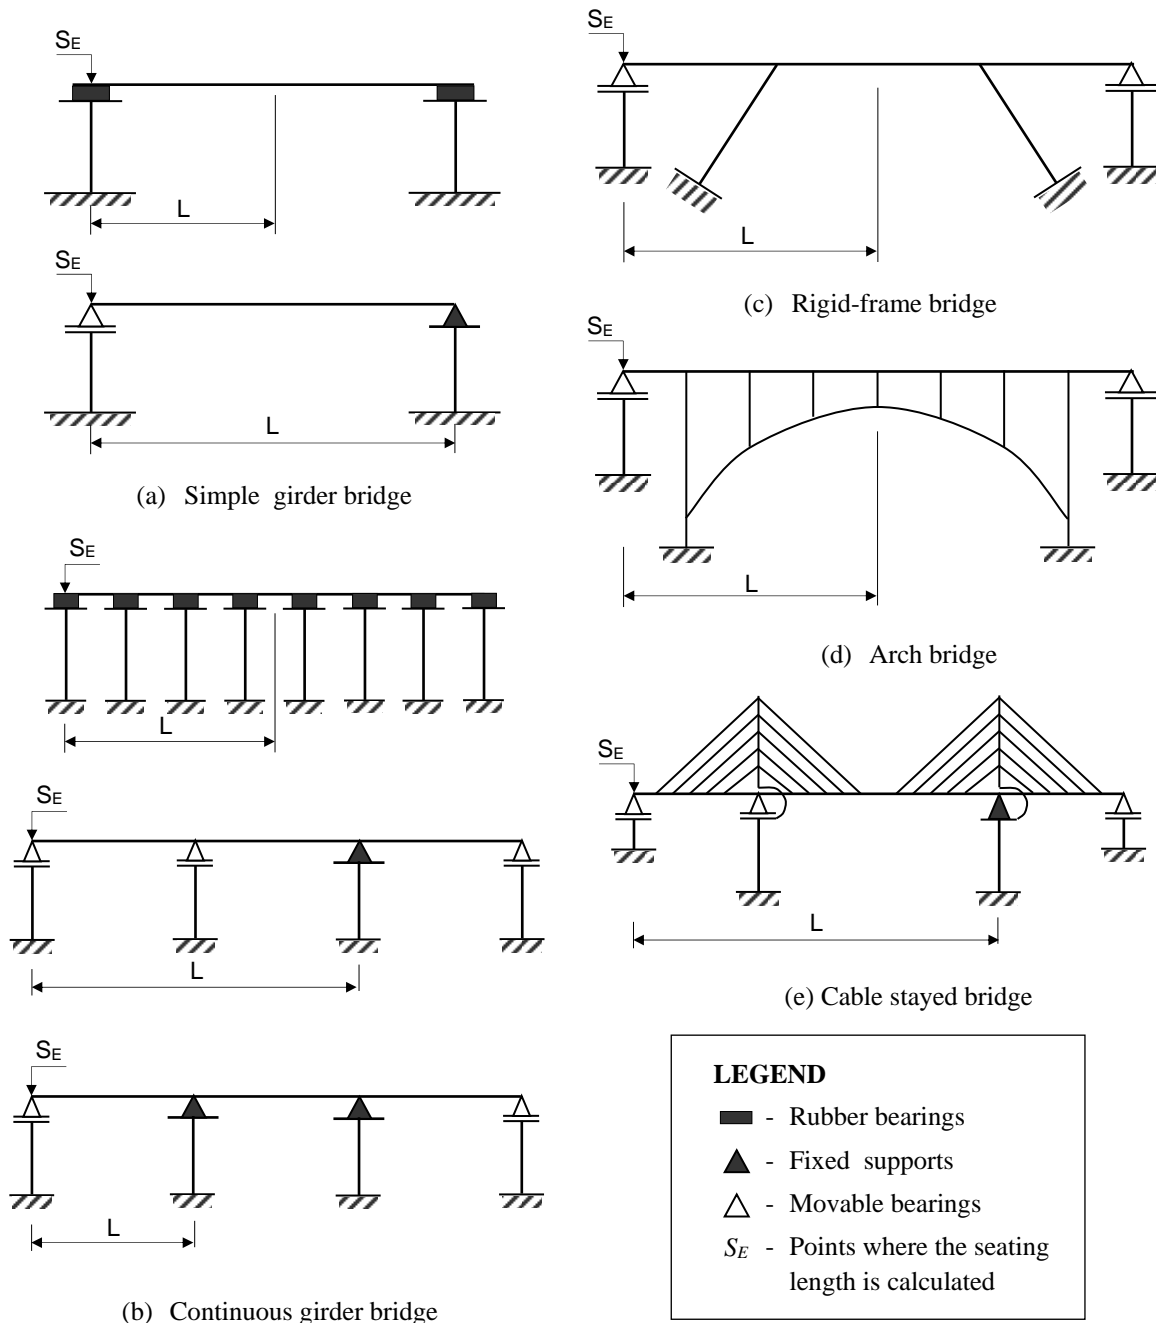 SE
L
SE
L
(a) Simple girder bridge
SE
L
SE
L
SE
L
(b) Continuous girder bridge
SE
L
(c) Rigid-frame bridge
SE
L
(d) Arch bridge
SE
L
(e) Cable stayed bridge
LEGEND
- Rubber bearings
- Fixed supports
- Movable bearings
SE - Points where the seating
length is calculated